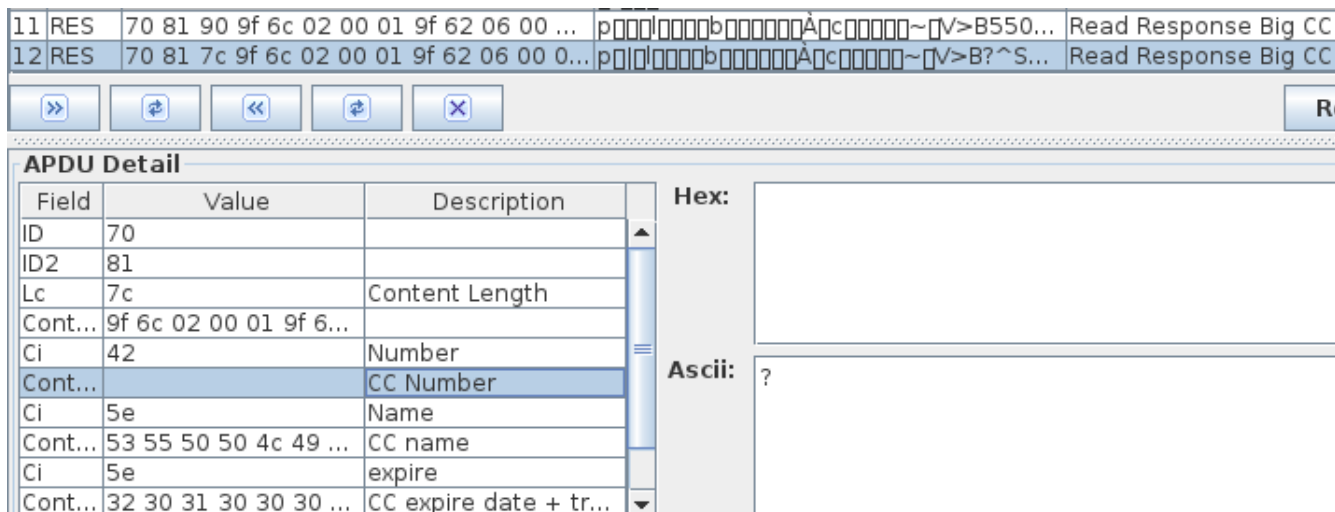 11 RES 70 81 90 9f 6c 02 00 01 9f 62 06 00 ... p▯▯▯l▯▯▯▯b▯▯▯▯▯▯À▯c▯▯▯▯▯~▯V>B550... Read Response Big CC
12 RES 70 81 7c 9f 6c 02 00 01 9f 62 06 00 0... p▯|▯l▯▯▯▯b▯▯▯▯▯▯À▯c▯▯▯▯▯~▯V>B?^S... Read Response Big CC
APDU Detail
Field Value Description
ID 70
ID2 81
Lc 7c Content Length
Cont... 9f 6c 02 00 01 9f 6...
Ci 42 Number
Cont... CC Number
Ci 5e Name
Cont... 53 55 50 50 4c 49 ... CC name
Ci 5e expire
Cont... 32 30 31 30 30 30 ... CC expire date + tr...
Hex:
Ascii: ?